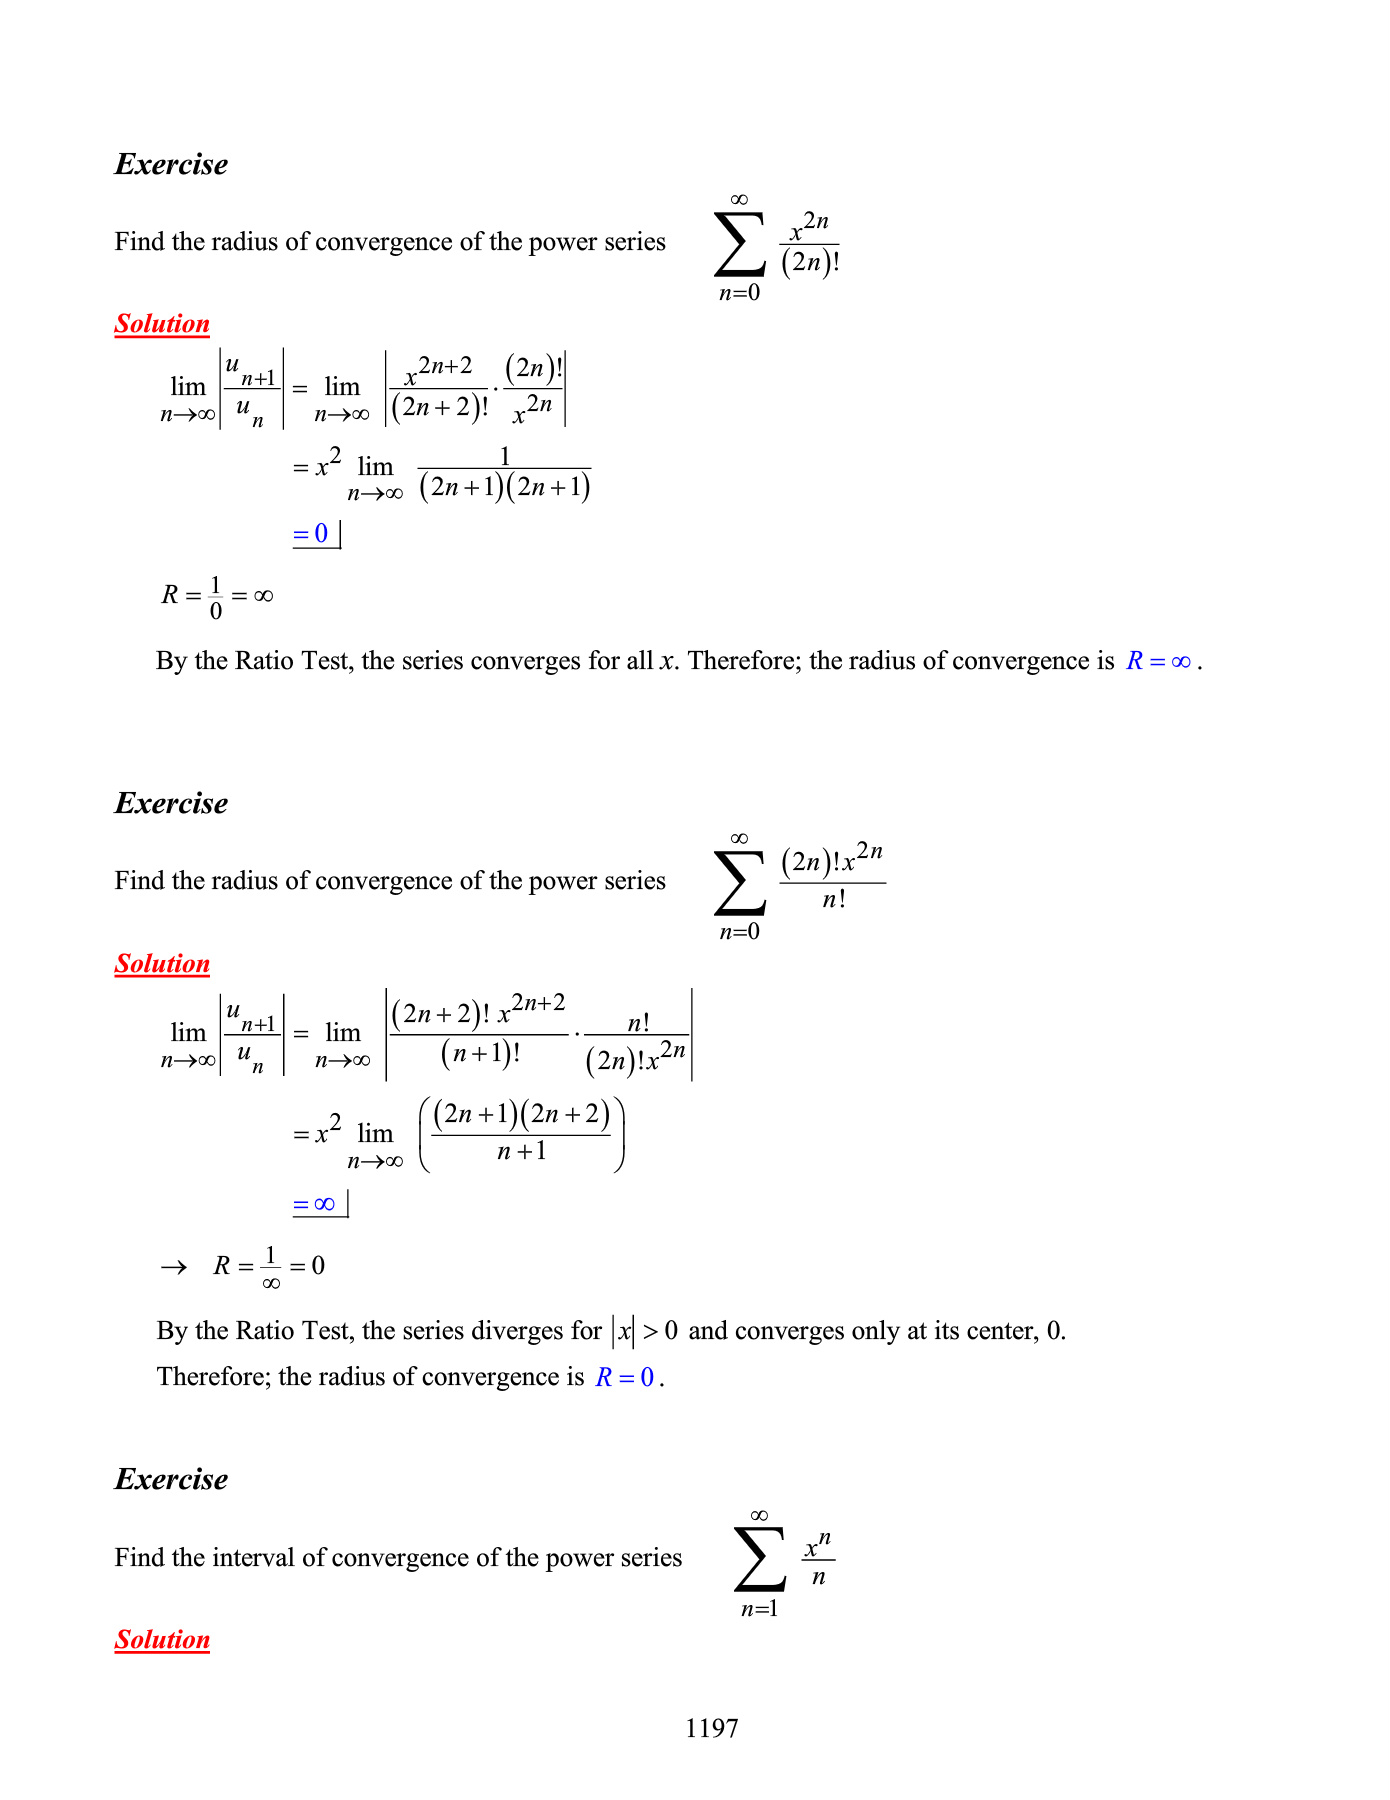 Exercise
Find the radius of convergence of the power series $\sum_{n=0}^{\infty} \frac{x^{2n}}{(2n)!}$
Solution
$\lim_{n\to\infty} \left| \frac{u_{n+1}}{u_n} \right| = \lim_{n\to\infty} \left| \frac{x^{2n+2}}{(2n+2)!} \cdot \frac{(2n)!}{x^{2n}} \right|$
$= x^2 \lim_{n\to\infty} \frac{1}{(2n+1)(2n+1)}$
$= 0$
$R = \frac{1}{0} = \infty$
By the Ratio Test, the series converges for all x. Therefore; the radius of convergence is $R = \infty$.
Exercise
Find the radius of convergence of the power series $\sum_{n=0}^{\infty} \frac{(2n)! x^{2n}}{n!}$
Solution
$\lim_{n\to\infty} \left| \frac{u_{n+1}}{u_n} \right| = \lim_{n\to\infty} \left| \frac{(2n+2)! \, x^{2n+2}}{(n+1)!} \cdot \frac{n!}{(2n)! x^{2n}} \right|$
$= x^2 \lim_{n\to\infty} \left( \frac{(2n+1)(2n+2)}{n+1} \right)$
$= \infty$
$\to \quad R = \frac{1}{\infty} = 0$
By the Ratio Test, the series diverges for $|x| > 0$ and converges only at its center, 0.
Therefore; the radius of convergence is $R = 0$.
Exercise
Find the interval of convergence of the power series $\sum_{n=1}^{\infty} \frac{x^n}{n}$
Solution
1197